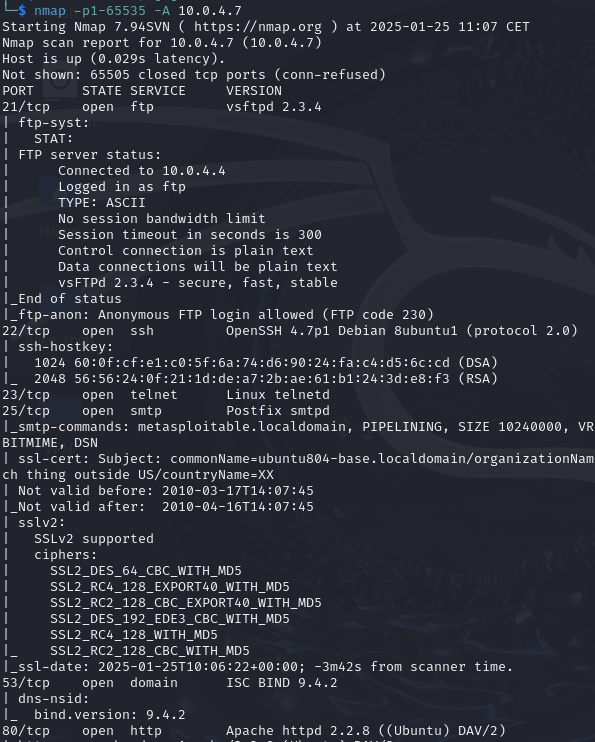 └─$ nmap -p1-65535 -A 10.0.4.7
Starting Nmap 7.94SVN ( https://nmap.org ) at 2025-01-25 11:07 CET
Nmap scan report for 10.0.4.7 (10.0.4.7)
Host is up (0.029s latency).
Not shown: 65505 closed tcp ports (conn-refused)
PORT      STATE SERVICE     VERSION
21/tcp    open  ftp         vsftpd 2.3.4
| ftp-syst:
|   STAT:
| FTP server status:
|      Connected to 10.0.4.4
|      Logged in as ftp
|      TYPE: ASCII
|      No session bandwidth limit
|      Session timeout in seconds is 300
|      Control connection is plain text
|      Data connections will be plain text
|      vsFTPd 2.3.4 - secure, fast, stable
|_End of status
|_ftp-anon: Anonymous FTP login allowed (FTP code 230)
22/tcp    open  ssh         OpenSSH 4.7p1 Debian 8ubuntu1 (protocol 2.0)
| ssh-hostkey:
|   1024 60:0f:cf:e1:c0:5f:6a:74:d6:90:24:fa:c4:d5:6c:cd (DSA)
|_  2048 56:56:24:0f:21:1d:de:a7:2b:ae:61:b1:24:3d:e8:f3 (RSA)
23/tcp    open  telnet      Linux telnetd
25/tcp    open  smtp        Postfix smtpd
|_smtp-commands: metasploitable.localdomain, PIPELINING, SIZE 10240000, VR
BITMIME, DSN
| ssl-cert: Subject: commonName=ubuntu804-base.localdomain/organizationNam
ch thing outside US/countryName=XX
| Not valid before: 2010-03-17T14:07:45
|_Not valid after:  2010-04-16T14:07:45
| sslv2:
|   SSLv2 supported
|   ciphers:
|     SSL2_DES_64_CBC_WITH_MD5
|     SSL2_RC4_128_EXPORT40_WITH_MD5
|     SSL2_RC2_128_CBC_EXPORT40_WITH_MD5
|     SSL2_DES_192_EDE3_CBC_WITH_MD5
|     SSL2_RC4_128_WITH_MD5
|_    SSL2_RC2_128_CBC_WITH_MD5
|_ssl-date: 2025-01-25T10:06:22+00:00; -3m42s from scanner time.
53/tcp    open  domain      ISC BIND 9.4.2
| dns-nsid:
|_  bind.version: 9.4.2
80/tcp    open  http        Apache httpd 2.2.8 ((Ubuntu) DAV/2)